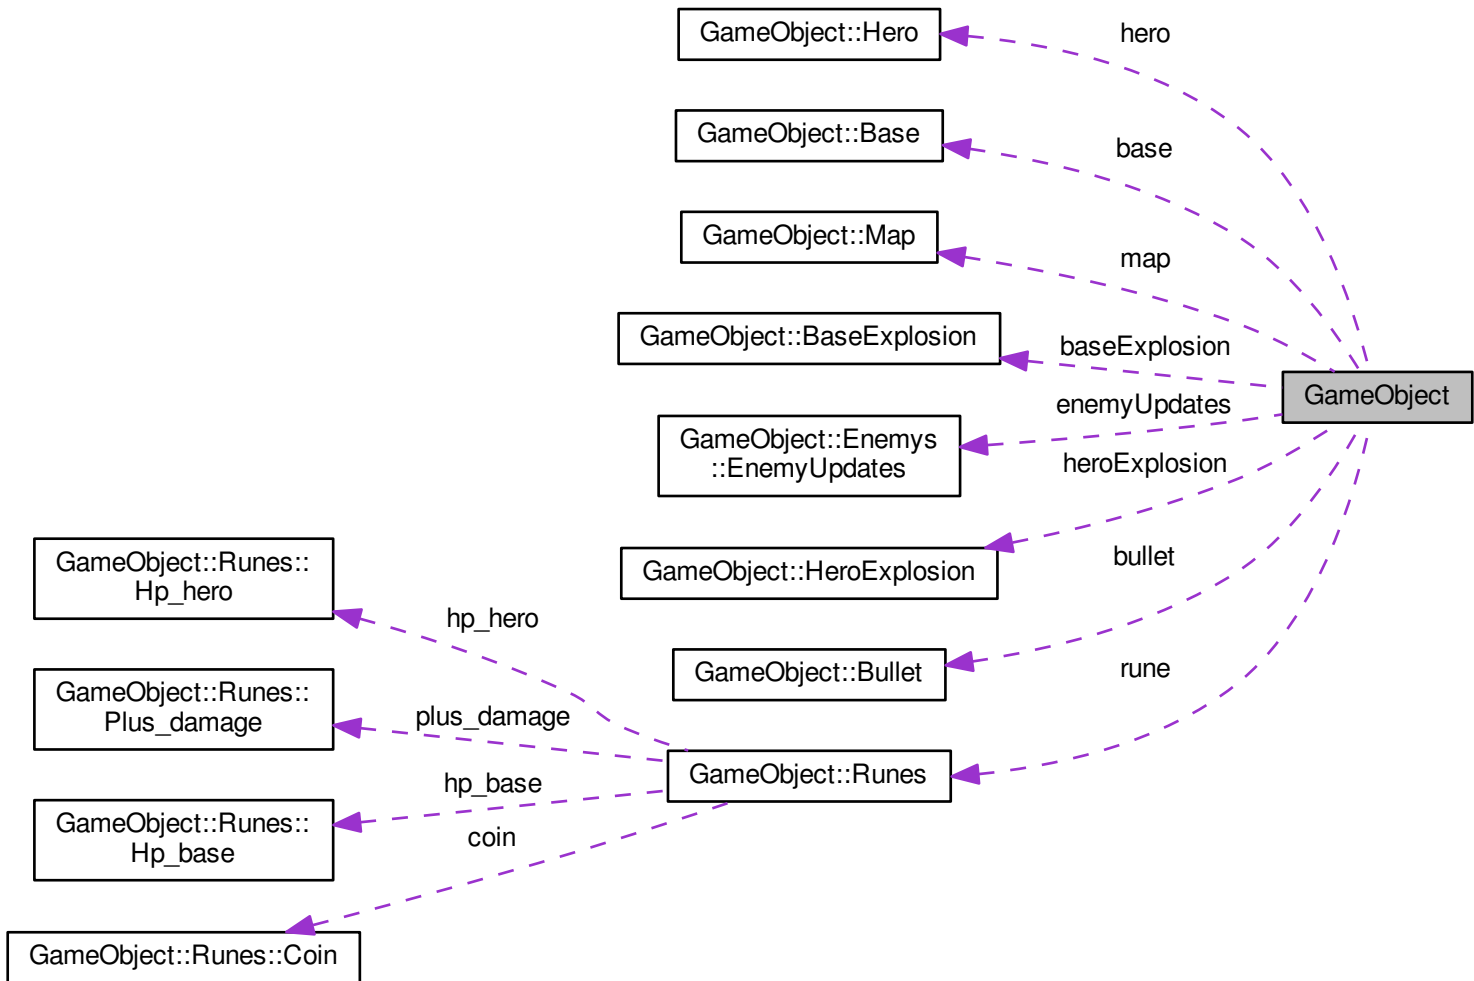 GameObject::Hero
hero
GameObject::Base
base
GameObject::Map
map
GameObject::BaseExplosion
baseExplosion
GameObject
enemyUpdates
GameObject::Enemys
::EnemyUpdates
heroExplosion
GameObject::HeroExplosion
bullet
GameObject::Runes::
Hp_hero
hp_hero
GameObject::Bullet
rune
GameObject::Runes::
Plus_damage
plus_damage
GameObject::Runes
hp_base
GameObject::Runes::
Hp_base
coin
GameObject::Runes::Coin